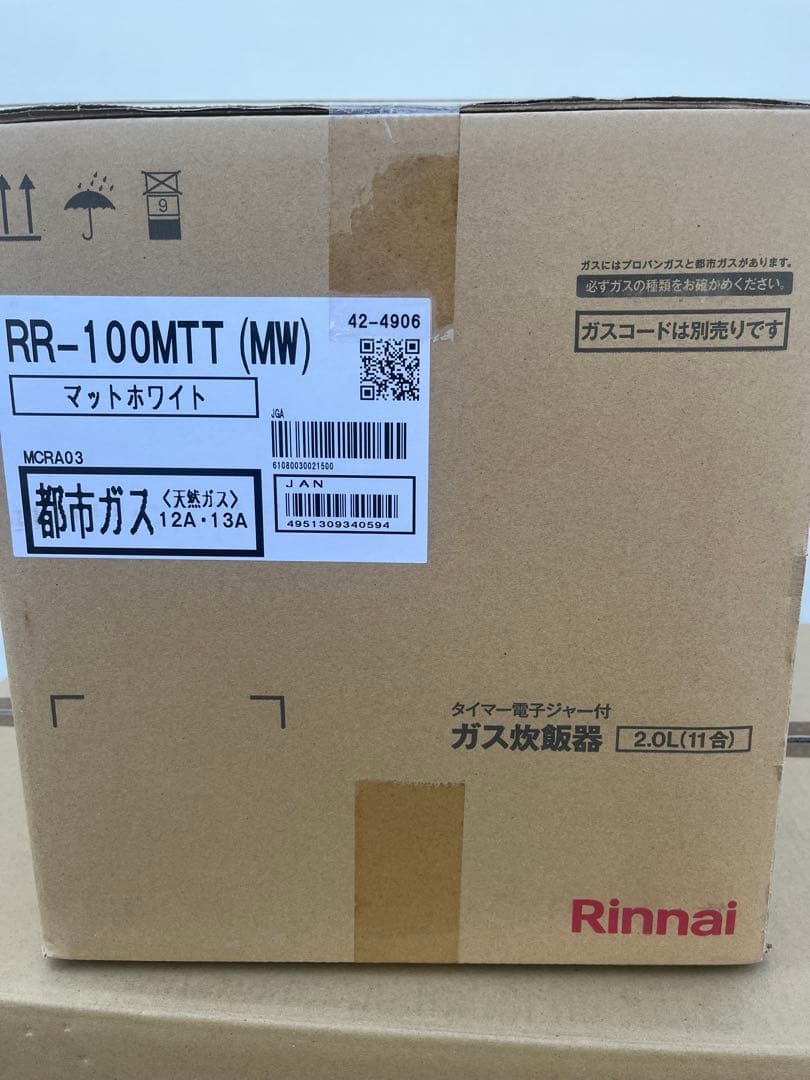 9
ガスにはプロパンガスと都市ガスがあります。
必ずガスの種類をお確かめください。
ガスコードは別売りです
RR-100MTT(MW)
42-4906
マットホワイト
JGA
61080030021500
MCRA03
都市ガス〈天然ガス〉12A・13A
JAN
4951309340594
タイマー電子ジャー付
ガス炊飯器 2.0L(11合)
Rinnai